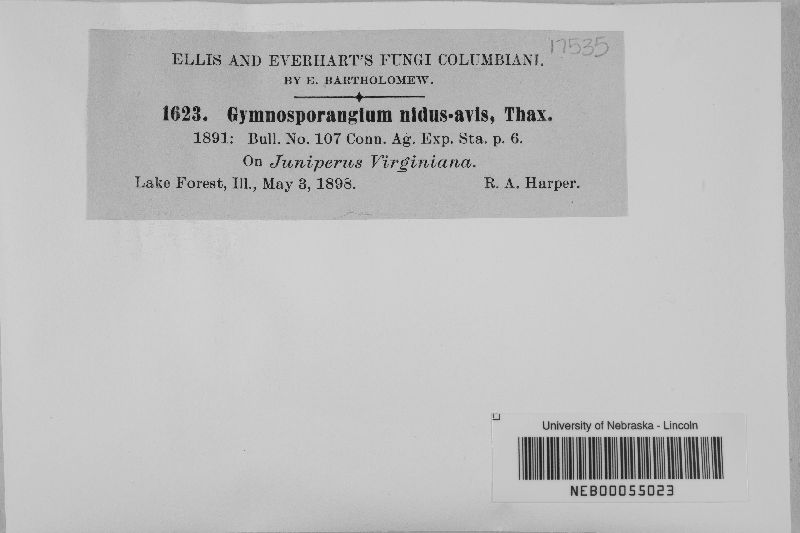 17535
ELLIS AND EVERHART'S FUNGI COLUMBIANI.
BY E. BARTHOLOMEW.
1623. Gymnosporangium nidus-avis, Thax.
1891: Bull. No. 107 Conn. Ag. Exp. Sta. p. 6.
On Juniperus Virginiana.
Lake Forest, Ill., May 3, 1898. R. A. Harper.
University of Nebraska - Lincoln
NEB00055023